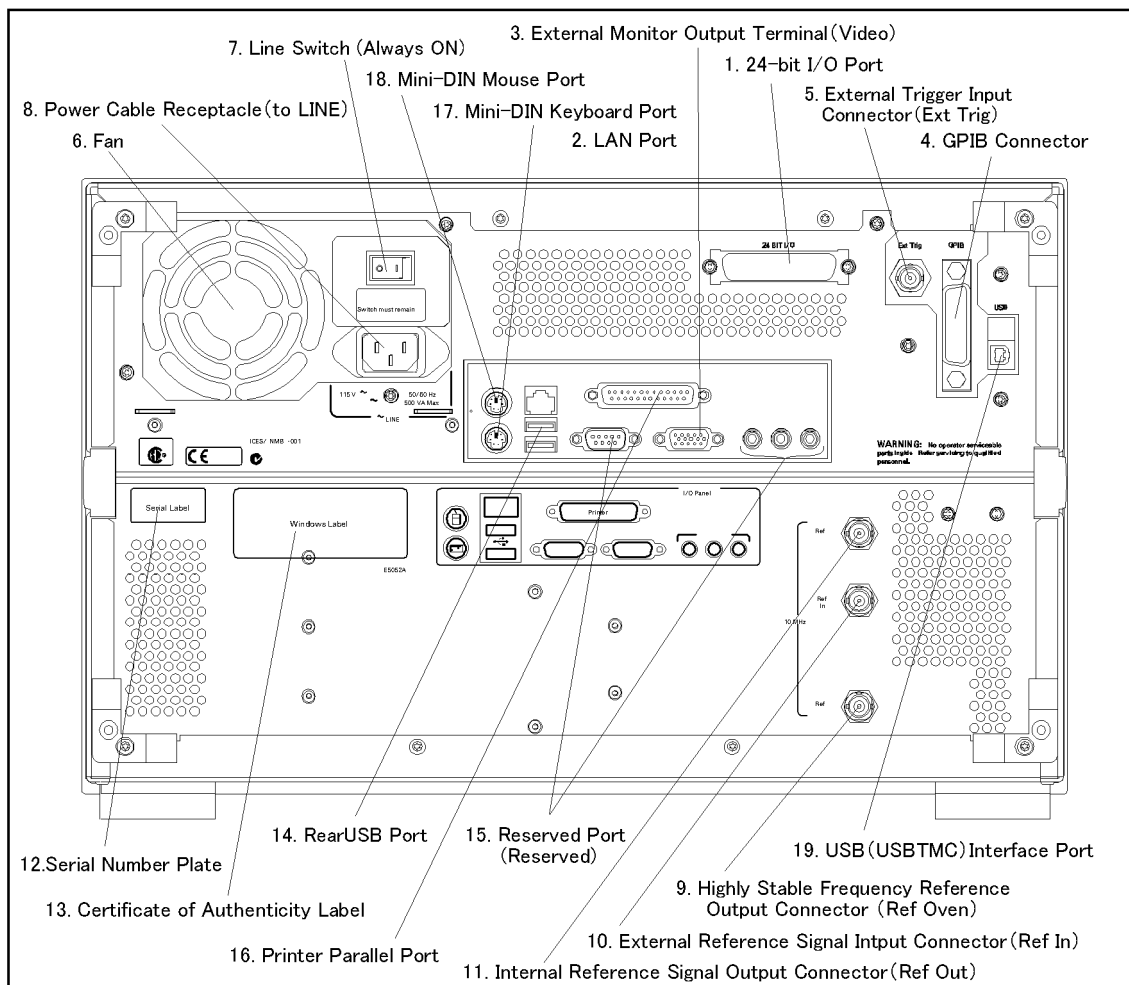 3. External Monitor Output Terminal(Video)
7. Line Switch (Always ON)
1. 24-bit I/O Port
18. Mini-DIN Mouse Port
5. External Trigger Input
Connector(Ext Trig)
8. Power Cable Receptacle(to LINE)
17. Mini-DIN Keyboard Port
6. Fan
2. LAN Port
4. GPIB Connector
24 BIT I/O
Ext Trig
GPIB
USB
Switch must remain
115V ~
~
50/60 Hz
500 VA Max
~ LINE
ICES/ NMB -001
CE
WARNING: No operator serviceable
parts inside. Refer servicing to qualified
personnel.
Serial Label
Windows Label
I/O Panel
Printer
E5052A
Ref
Ref
In
10 MHz
Ref
14. RearUSB Port
15. Reserved Port
(Reserved)
19. USB(USBTMC)Interface Port
12.Serial Number Plate
9. Highly Stable Frequency Reference
Output Connector (Ref Oven)
13. Certificate of Authenticity Label
10. External Reference Signal Intput Connector(Ref In)
16. Printer Parallel Port
11. Internal Reference Signal Output Connector(Ref Out)